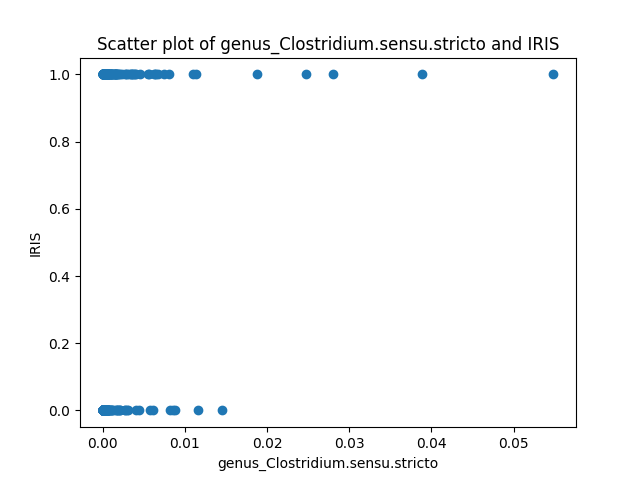 Scatter plot of genus_Clostridium.sensu.stricto and IRIS
1.0
0.8
0.6
0.4
0.2
0.0
IRIS
0.00 0.01 0.02 0.03 0.04 0.05
genus_Clostridium.sensu.stricto